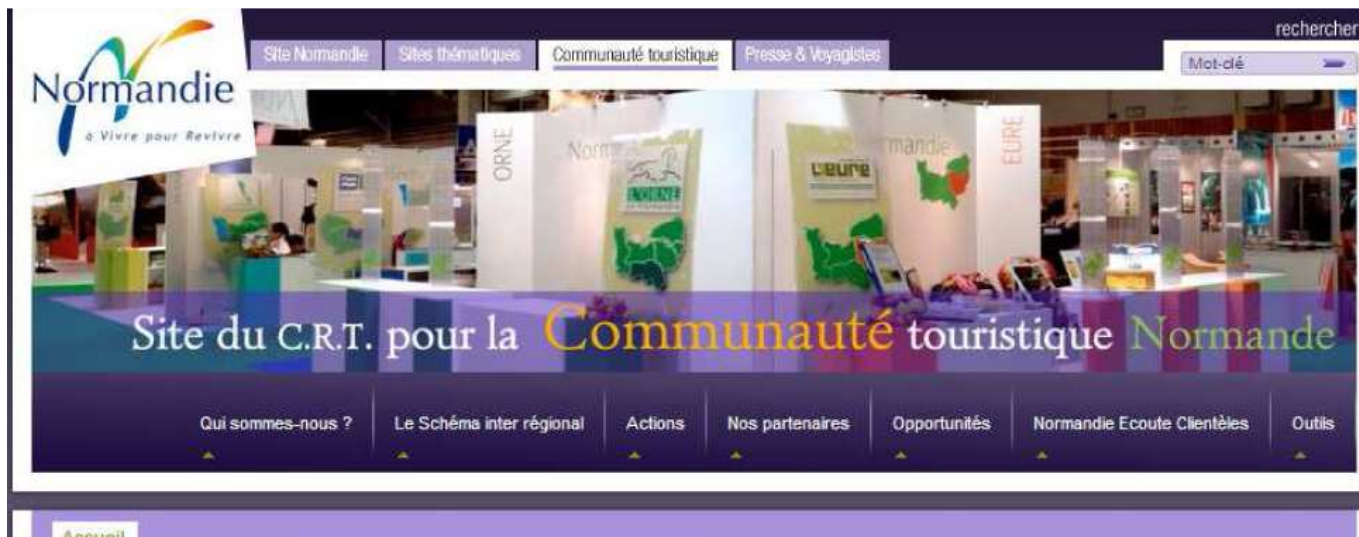 rechercher
Site Normandie
Sites thématiques
Communauté touristique
Presse & Voyagistes
Mot-clé
Normandie
à Vivre pour Revivre
ORNE
EURE
L'ORNE
L'eure
Site du C.R.T. pour la Communauté touristique Normande
Qui sommes-nous ?
Le Schéma inter régional
Actions
Nos partenaires
Opportunités
Normandie Ecoute Clientèles
Outils
Accueil